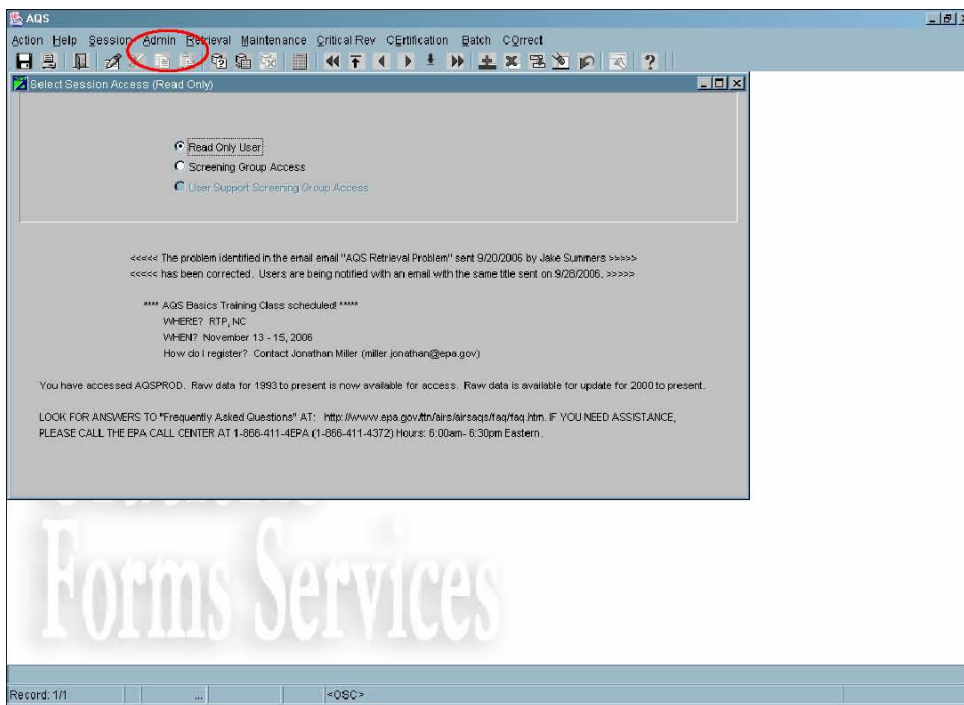 AQS
Action Help Session Admin Retrieval Maintenance Critical Rev CErtification Batch COrrect
?
Select Session Access (Read Only)
Read Only User
Screening Group Access
User Support Screening Group Access
<<<<< The problem identified in the email email "AQS Retrieval Problem" sent 9/20/2006 by Jake Summers >>>>>
<<<<< has been corrected. Users are being notified with an email with the same title sent on 9/28/2006. >>>>>
**** AQS Basics Training Class scheduled! *****
WHERE? RTP, NC
WHEN? November 13 - 15, 2006
How do I register? Contact Jonathan Miller (miller.jonathan@epa.gov)
You have accessed AQSPROD. Raw data for 1993 to present is now available for access. Raw data is available for update for 2000 to present.
LOOK FOR ANSWERS TO "Frequently Asked Questions" AT: http://www.epa.gov/ttn/airs/airsaqs/faq/faq.htm. IF YOU NEED ASSISTANCE,
PLEASE CALL THE EPA CALL CENTER AT 1-866-411-4EPA (1-866-411-4372) Hours: 6:00am- 6:30pm Eastern.
Forms Services
Record: 1/1 ... <OSC>